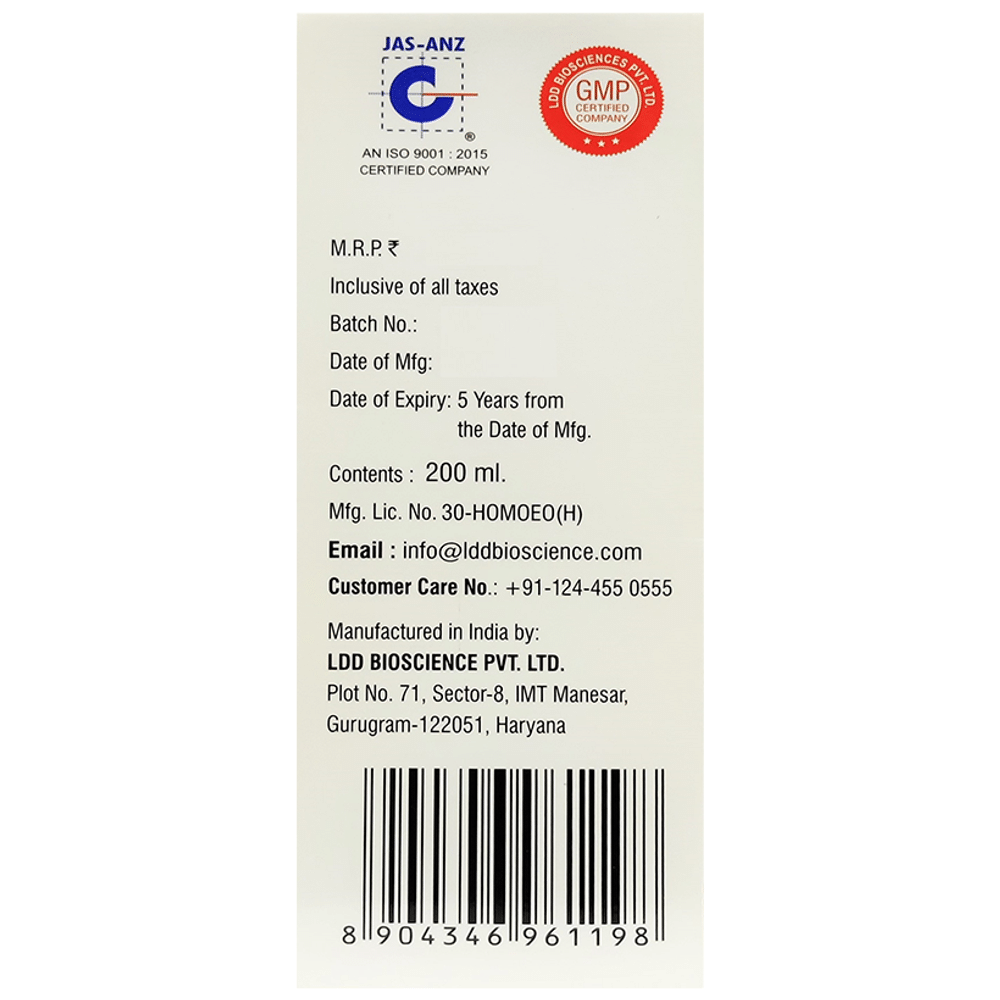 JAS-ANZ
®
AN ISO 9001 : 2015
CERTIFIED COMPANY
LDD BIOSCIENCES PVT. LTD.
GMP
CERTIFIED
COMPANY
M.R.P. ₹
Inclusive of all taxes
Batch No.:
Date of Mfg:
Date of Expiry: 5 Years from
the Date of Mfg.
Contents : 200 ml.
Mfg. Lic. No. 30-HOMOEO(H)
Email : info@lddbioscience.com
Customer Care No.: +91-124-455 0555
Manufactured in India by:
LDD BIOSCIENCE PVT. LTD.
Plot No. 71, Sector-8, IMT Manesar,
Gurugram-122051, Haryana
8 904346 961198